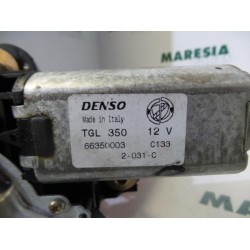 MARESIA
DENSO
Made in Italy
TGL 350 12 V
66350003 C133
2-031-C